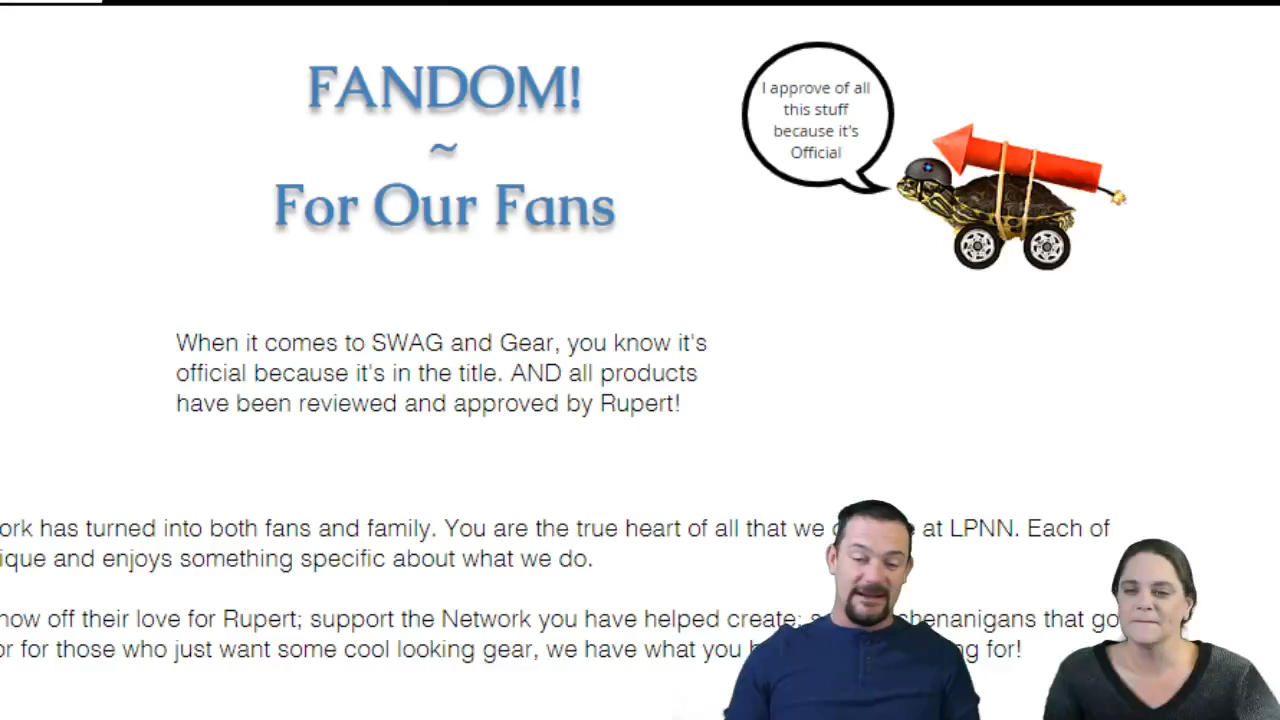 FANDOM!
~
For Our Fans
I approve of all
this stuff
because it's
Official
When it comes to SWAG and Gear, you know it's
official because it's in the title. AND all products
have been reviewed and approved by Rupert!
ork has turned into both fans and family. You are the true heart of all that we at LPNN. Each of
ique and enjoys something specific about what we do.
how off their love for Rupert; support the Network you have helped create; henanigans that go
or for those who just want some cool looking gear, we have what you ng for!